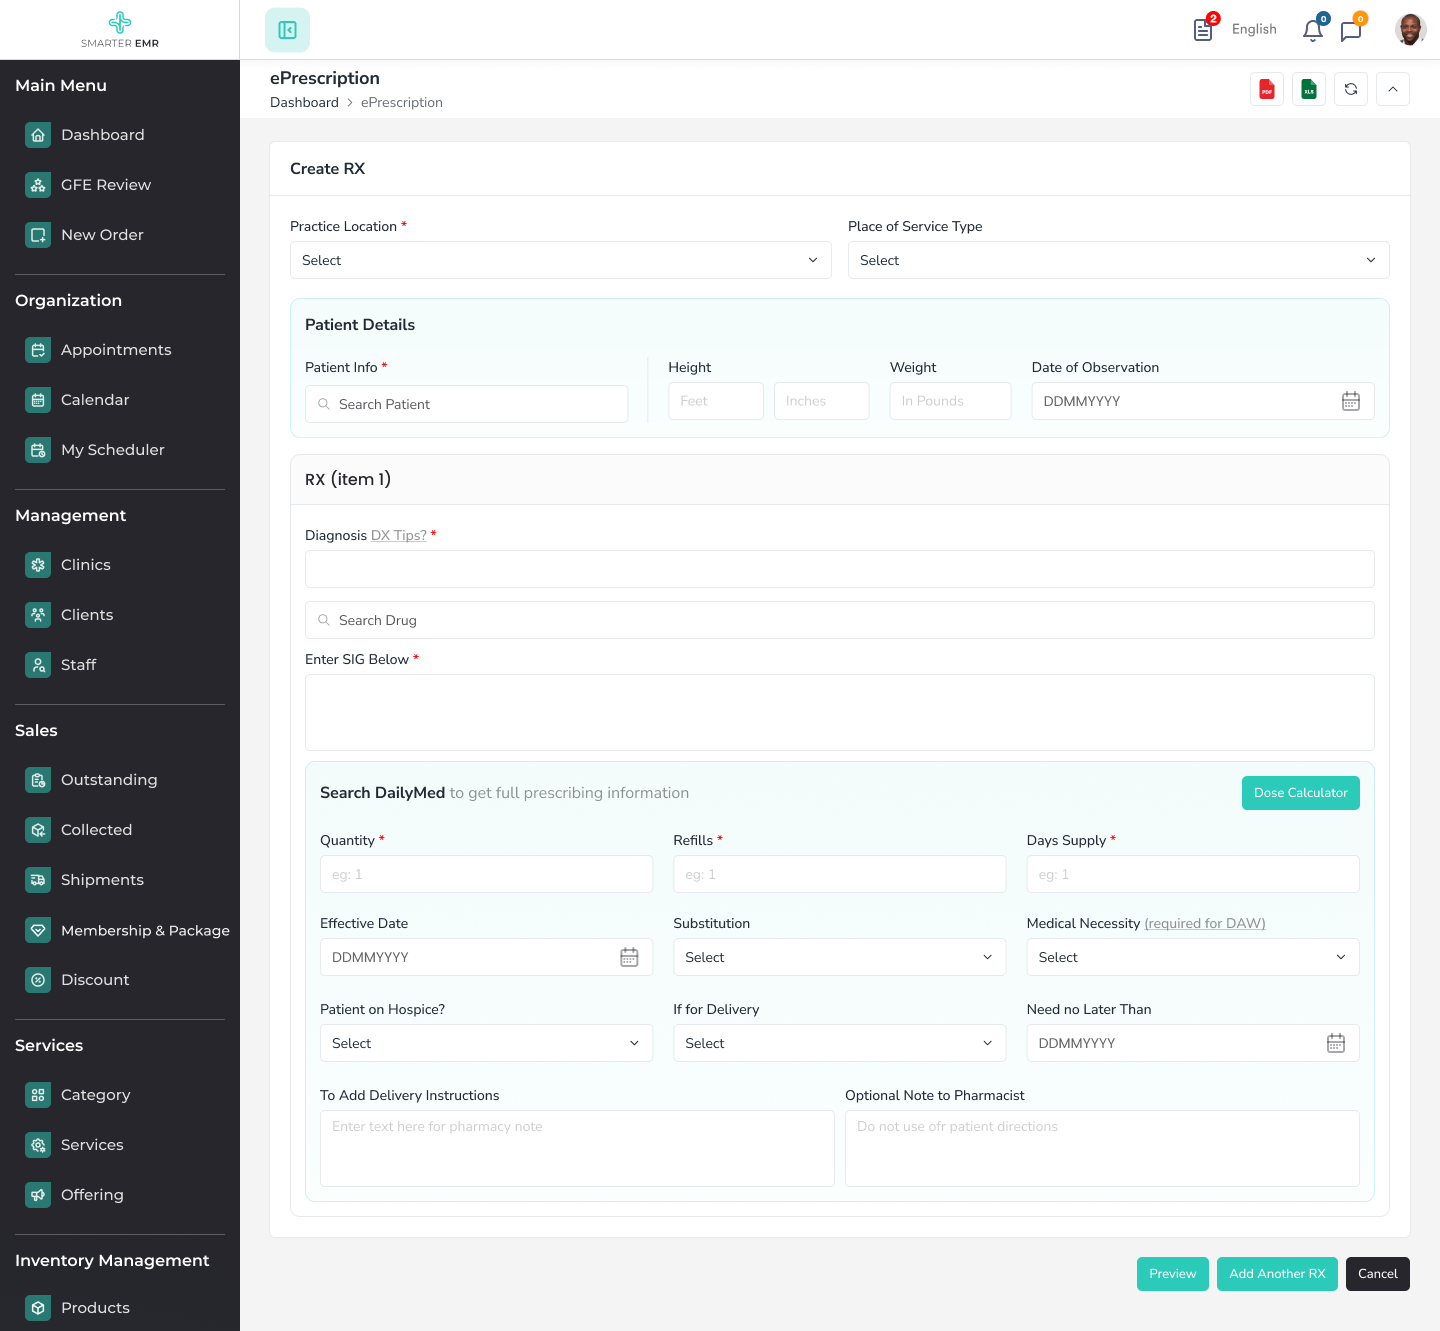 SMARTER EMR
2
English
0
0
Main Menu
Dashboard
GFE Review
New Order
Organization
Appointments
Calendar
My Scheduler
Management
Clinics
Clients
Staff
Sales
Outstanding
Collected
Shipments
Membership & Package
Discount
Services
Category
Services
Offering
Inventory Management
Products
ePrescription
Dashboard > ePrescription
PDF
XLS
Create RX
Practice Location *
Place of Service Type
Select
Select
Patient Details
Patient Info *
Height
Weight
Date of Observation
Search Patient
Feet
Inches
In Pounds
DDMMYYYY
RX (item 1)
Diagnosis DX Tips? *
Search Drug
Enter SIG Below *
Search DailyMed to get full prescribing information
Dose Calculator
Quantity *
Refills *
Days Supply *
eg: 1
eg: 1
eg: 1
Effective Date
Substitution
Medical Necessity (required for DAW)
DDMMYYYY
Select
Select
Patient on Hospice?
If for Delivery
Need no Later Than
Select
Select
DDMMYYYY
To Add Delivery Instructions
Optional Note to Pharmacist
Enter text here for pharmacy note
Do not use ofr patient directions
Preview
Add Another RX
Cancel